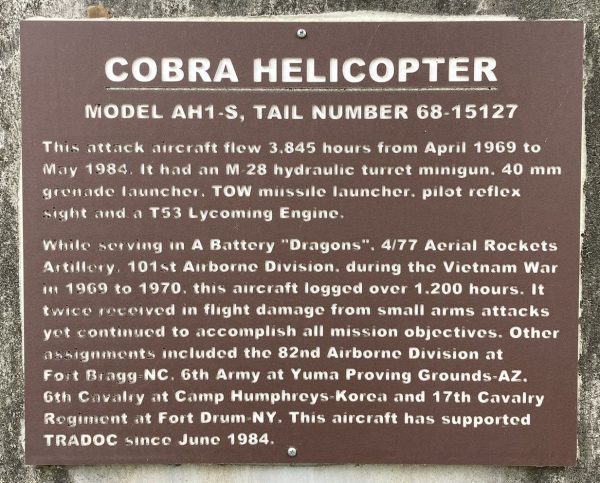 COBRA HELICOPTER
MODEL AH1-S, TAIL NUMBER 68-15127
This attack aircraft flew 3,845 hours from April 1969 to
May 1984. It had an M-28 hydraulic turret minigun, 40 mm
grenade launcher, TOW miissile launcher, pilot reflex
sight and a T53 Lycoming Engine.
While serving in A Battery "Dragons", 4/77 Aerial Rockets
Artillery, 101st Airborne Division, during the Vietnam War
in 1969 to 1970, this aircraft logged over 1,200 hours. It
twice received in flight damage from small arms attacks
yet continued to accomplish all mission objectives. Other
assignments included the 82nd Airborne Division at
Fort Bragg-NC, 6th Army at Yuma Proving Grounds-AZ,
6th Cavalry at Camp Humphreys-Korea and 17th Cavalry
Regiment at Fort Drum-NY. This aircraft has supported
TRADOC since June 1984.